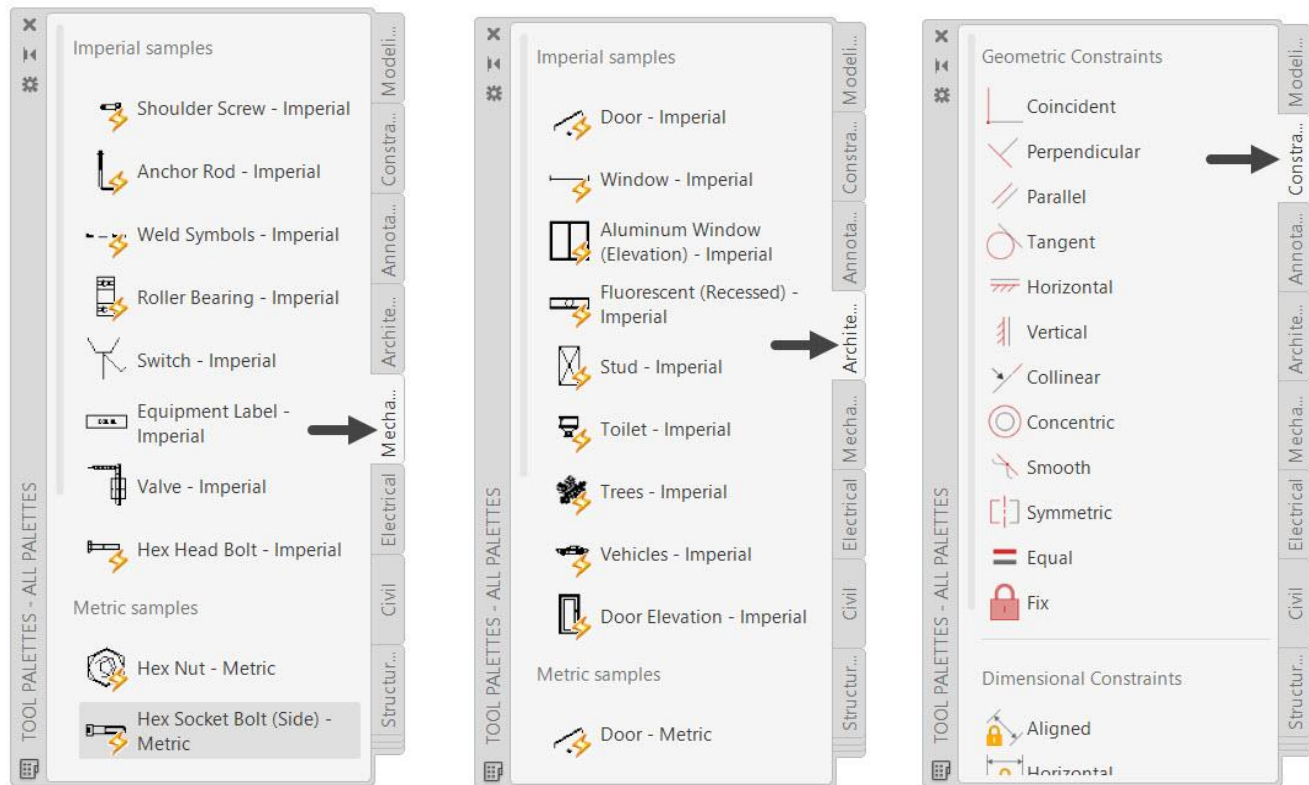 Imperial samples
Shoulder Screw - Imperial
Anchor Rod - Imperial
Weld Symbols - Imperial
Roller Bearing - Imperial
Switch - Imperial
Equipment Label -
Imperial
Valve - Imperial
Hex Head Bolt - Imperial
Metric samples
Hex Nut - Metric
Hex Socket Bolt (Side) -
Metric
Modeli...
Constra...
Annota...
Archite...
Mecha...
Electrical
Civil
Structur...
TOOL PALETTES - ALL PALETTES
Imperial samples
Door - Imperial
Window - Imperial
Aluminum Window
(Elevation) - Imperial
Fluorescent (Recessed) -
Imperial
Stud - Imperial
Toilet - Imperial
Trees - Imperial
Vehicles - Imperial
Door Elevation - Imperial
Metric samples
Door - Metric
Modeli...
Constra...
Annota...
Archite...
Mecha...
Electrical
Civil
Structur...
TOOL PALETTES - ALL PALETTES
Geometric Constraints
Coincident
Perpendicular
Parallel
Tangent
Horizontal
Vertical
Collinear
Concentric
Smooth
Symmetric
Equal
Fix
Dimensional Constraints
Aligned
Horizontal
Modeli...
Constra...
Annota...
Archite...
Mecha...
Electrical
Civil
Structur...
TOOL PALETTES - ALL PALETTES